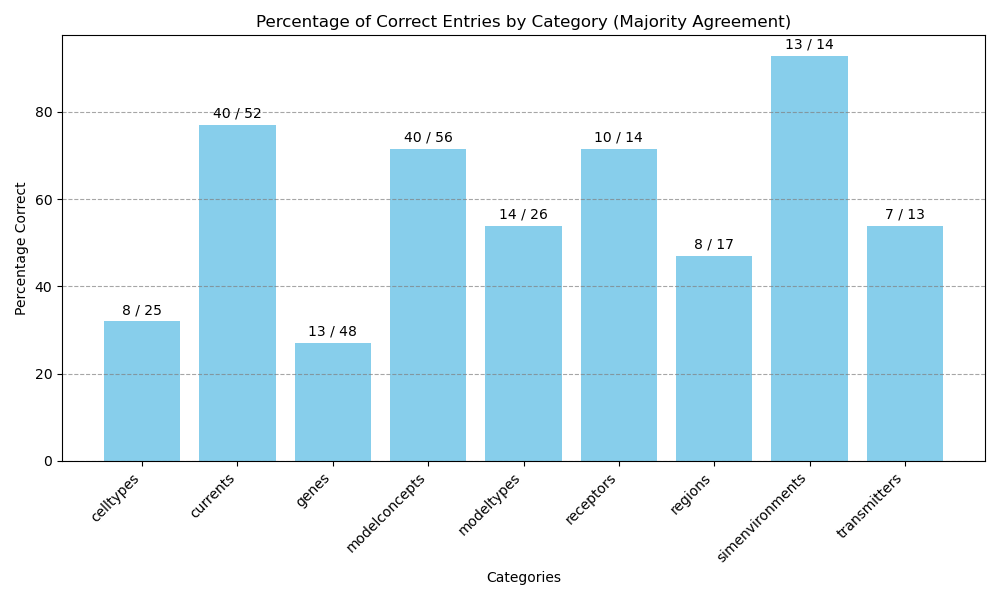 Percentage of Correct Entries by Category (Majority Agreement)
13 / 14
40 / 52
40 / 56
10 / 14
14 / 26
7 / 13
8 / 17
8 / 25
13 / 48
80
60
40
20
0
Percentage Correct
celltypes
currents
genes
modelconcepts
modeltypes
receptors
regions
simenvironments
transmitters
Categories